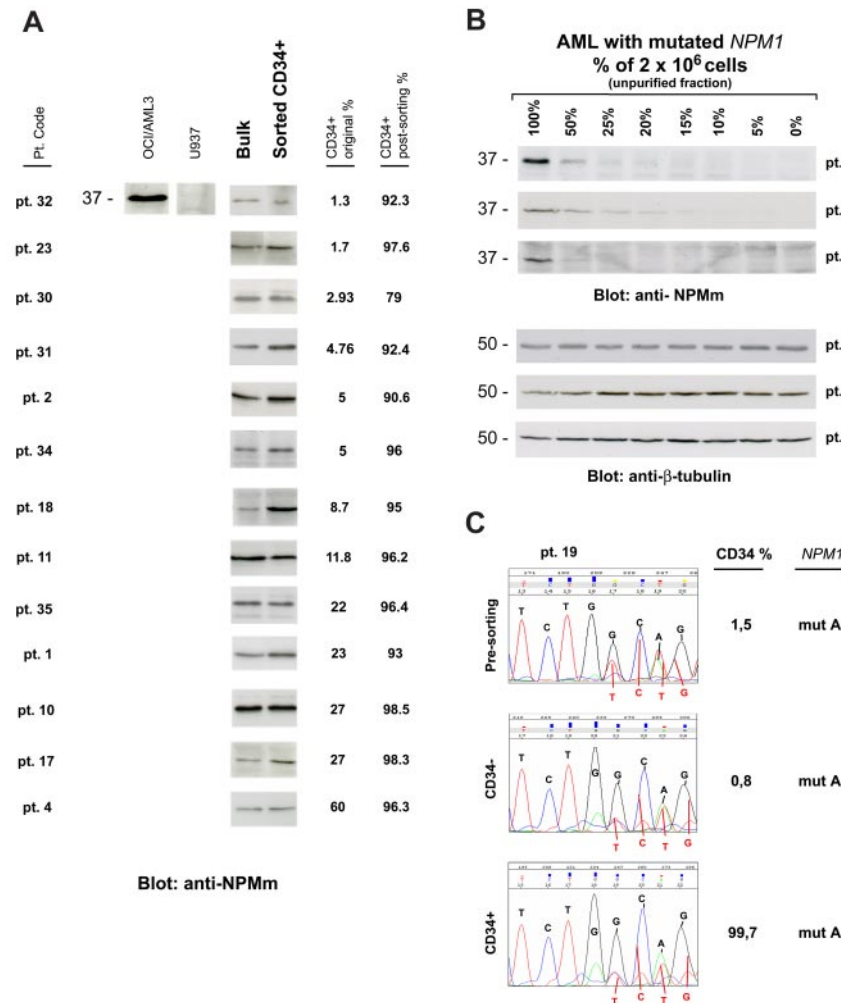 A
Pt. Code
OCI/AML3
U937
Bulk
Sorted CD34+
CD34+ original %
CD34+ post-sorting %
pt. 32 37 - 1.3 92.3
pt. 23 1.7 97.6
pt. 30 2.93 79
pt. 31 4.76 92.4
pt. 2 5 90.6
pt. 34 5 96
pt. 18 8.7 95
pt. 11 11.8 96.2
pt. 35 22 96.4
pt. 1 23 93
pt. 10 27 98.5
pt. 17 27 98.3
pt. 4 60 96.3
Blot: anti-NPMm
B
AML with mutated NPM1
% of 2 x 10⁶ cells
(unpurified fraction)
100% 50% 25% 20% 15% 10% 5% 0%
37 - pt.
37 - pt.
37 - pt.
Blot: anti- NPMm
50 - pt.
50 - pt.
50 - pt.
Blot: anti-β-tubulin
C
pt. 19 CD34 % NPM1
Pre-sorting
T C T G G C A G
T C T G
1,5 mut A
CD34-
T C T G G C A G
T C T G
0,8 mut A
CD34+
T C T G G C A G
T C T G
99,7 mut A